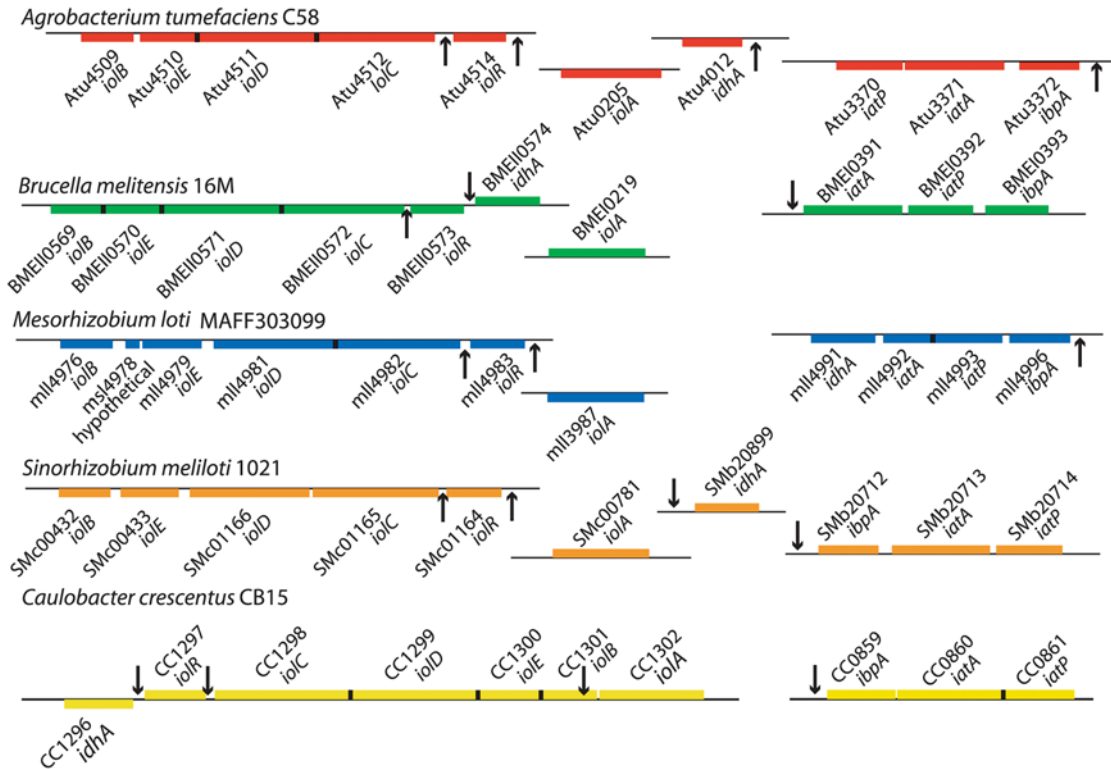 Agrobacterium tumefaciens C58
Atu4509
iolB
Atu4510
iolE
Atu4511
iolD
Atu4512
iolC
Atu4514
iolR
Atu0205
iolA
Atu4012
idhA
Atu3370
iatP
Atu3371
iatA
Atu3372
ibpA
Brucella melitensis 16M
BMEII0569
iolB
BMEII0570
iolE
BMEII0571
iolD
BMEII0572
iolC
BMEII0573
iolR
BMEII0574
idhA
BMEI0219
iolA
BMEI0391
iatA
BMEI0392
iatP
BMEI0393
ibpA
Mesorhizobium loti MAFF303099
mll4976
iolB
msl4978
hypothetical
mll4979
iolE
mll4981
iolD
mll4982
iolC
mll4983
iolR
mll3987
iolA
mll4991
idhA
mll4992
iatA
mll4993
iatP
mll4996
ibpA
Sinorhizobium meliloti 1021
SMc00432
iolB
SMc00433
iolE
SMc01166
iolD
SMc01165
iolC
SMc01164
iolR
SMc00781
iolA
SMb20899
idhA
SMb20712
ibpA
SMb20713
iatA
SMb20714
iatP
Caulobacter crescentus CB15
CC1296
idhA
CC1297
iolR
CC1298
iolC
CC1299
iolD
CC1300
iolE
CC1301
iolB
CC1302
iolA
CC0859
ibpA
CC0860
iatA
CC0861
iatP